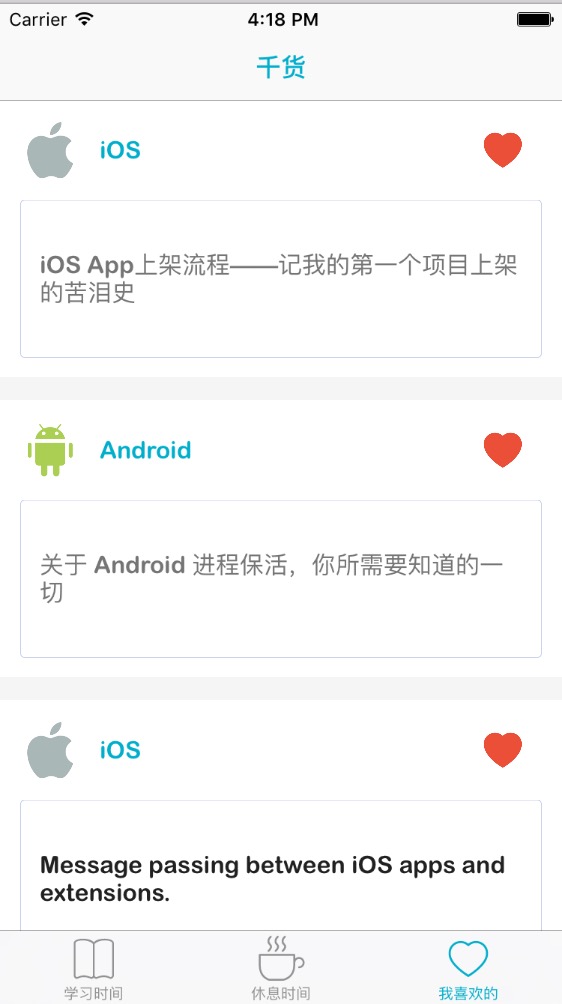 Carrier 4:18 PM
千货
iOS
iOS App上架流程——记我的第一个项目上架
的苦泪史
Android
关于 Android 进程保活，你所需要知道的一
切
iOS
Message passing between iOS apps and
extensions.
学习时间 休息时间 我喜欢的